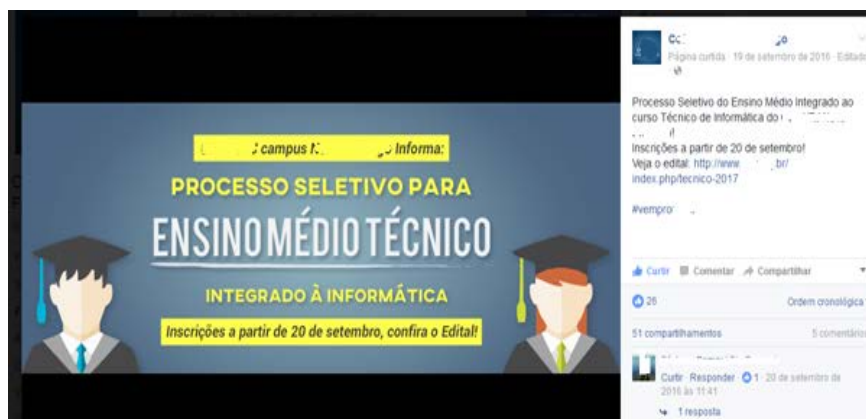 campus
Informa:
PROCESSO SELETIVO PARA
ENSINO MÉDIO TÉCNICO
INTEGRADO À INFORMÁTICA
Inscrições a partir de 20 de setembro, confira o Edital!
Página curtida · 19 de setembro de 2016 · Editado
Processo Seletivo do Ensino Médio Integrado ao
curso Técnico de Informática do
Inscrições a partir de 20 de setembro!
Veja o edital: http://www. .br/
index.php/tecnico-2017
#vempro
Curtir Comentar Compartilhar
26 Ordem cronológica
51 compartilhamentos 5 comentários
Curtir · Responder · 1 · 20 de setembro de
2016 às 11:41
1 resposta